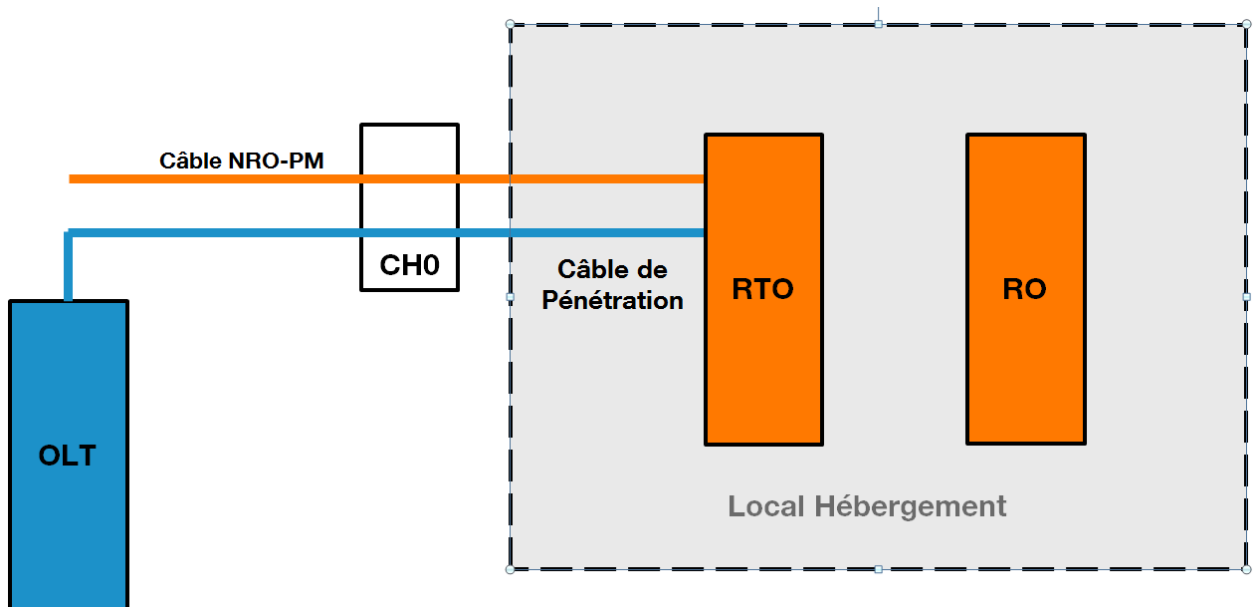 Câble NRO-PM
CH0
Câble de
Pénétration
RTO
RO
OLT
Local Hébergement